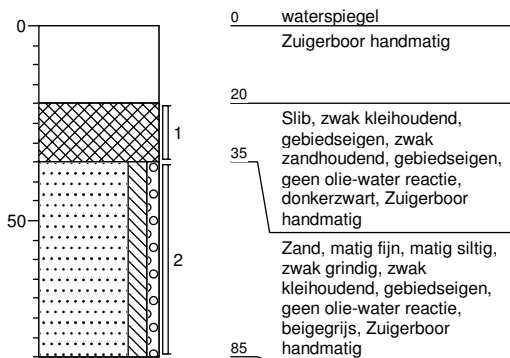 0
0
waterspiegel
Zuigerboor handmatig
20
1
Slib, zwak kleihoudend,
gebiedseigen, zwak
zandhoudend, gebiedseigen,
geen olie-water reactie,
donkerzwart, Zuigerboor
handmatig
35
50
2
Zand, matig fijn, matig siltig,
zwak grindig, zwak
kleihoudend, gebiedseigen,
geen olie-water reactie,
beigegrijs, Zuigerboor
handmatig
85